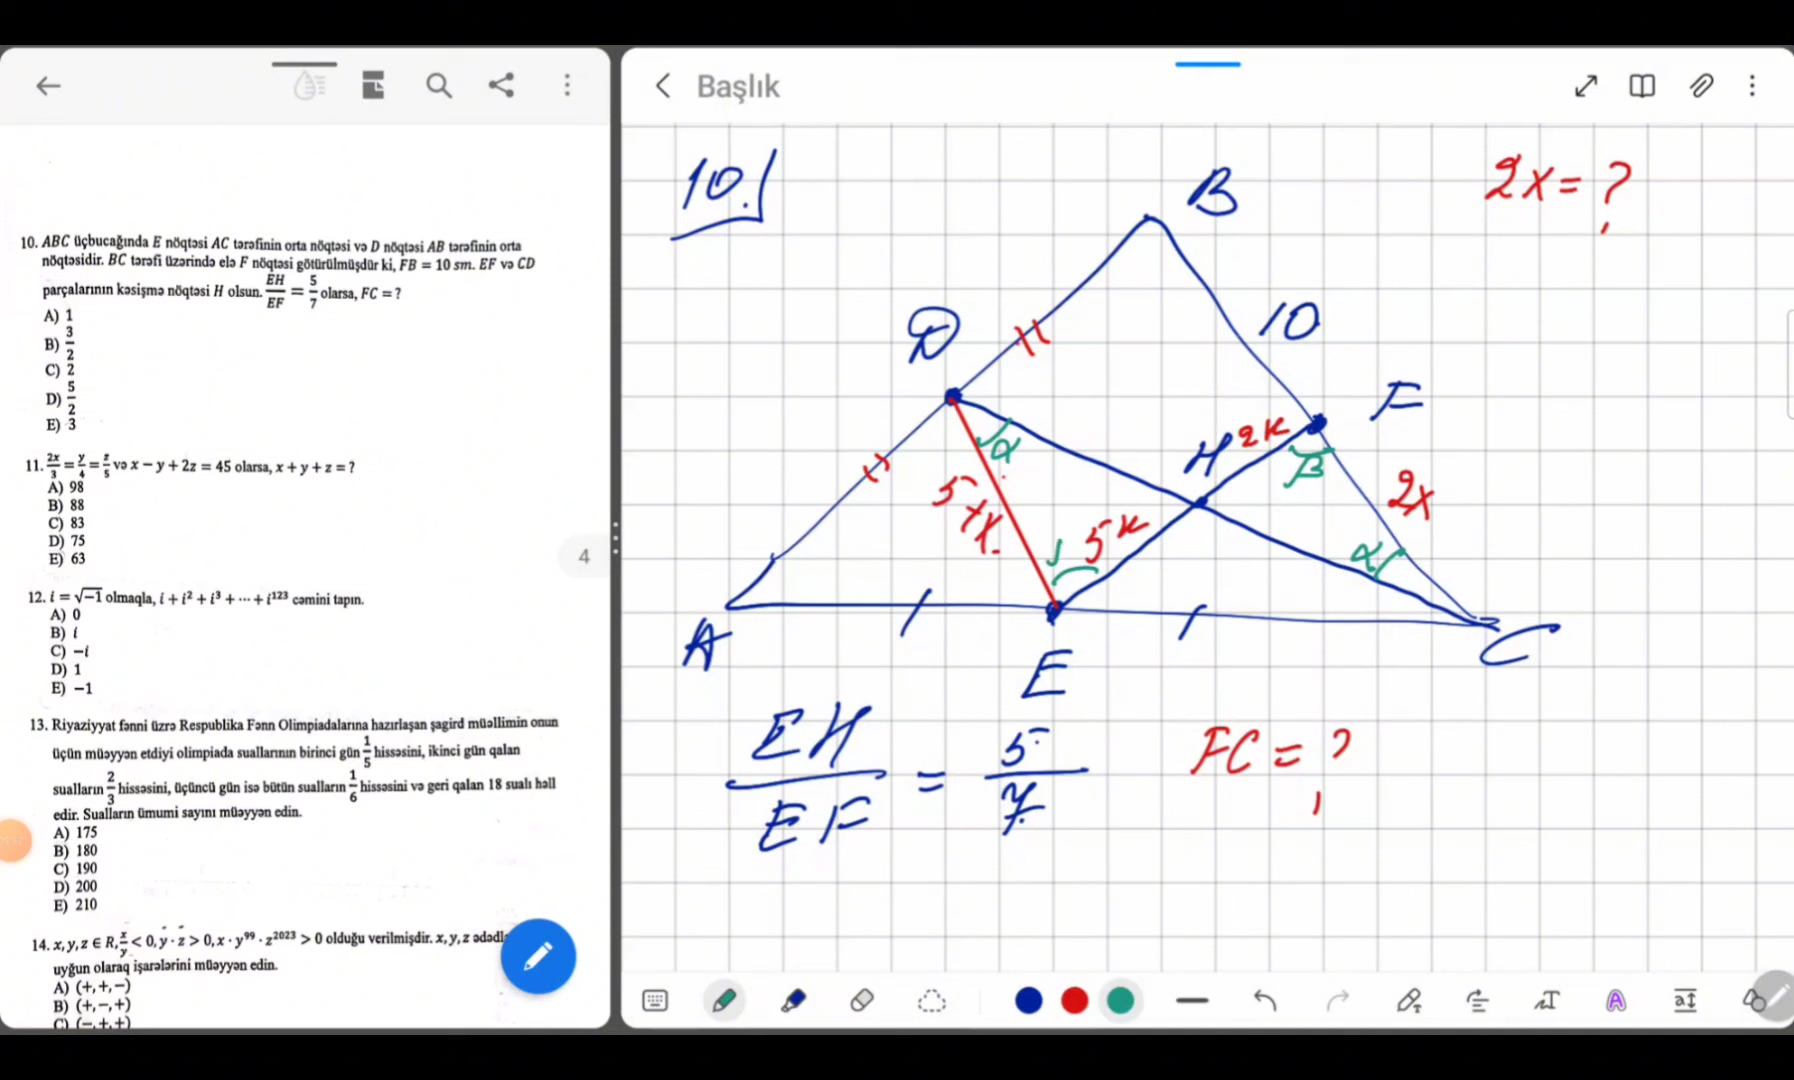 Başlık
10. ABC üçbucağında E nöqtəsi AC tərəfinin orta nöqtəsi və D nöqtəsi AB tərəfinin orta
nöqtəsidir. BC tərəfi üzərində elə F nöqtəsi götürülmüşdür ki, FB = 10 sm. EF və CD
parçalarının kəsişmə nöqtəsi H olsun. EH/EF = 5/7 olarsa, FC = ?
A) 1
B) 3/2
C) 2
D) 5/2
E) 3
11. 2x/3 = y/4 = z/5 və x − y + 2z = 45 olarsa, x + y + z = ?
A) 98
B) 88
C) 83
D) 75
E) 63
4
12. i = √−1 olmaqla, i + i² + i³ + ⋯ + i¹²³ cəmini tapın.
A) 0
B) i
C) −i
D) 1
E) −1
13. Riyaziyyat fənni üzrə Respublika Fənn Olimpiadalarına hazırlaşan şagird müəllimin onun
üçün müəyyən etdiyi olimpiada suallarının birinci gün 1/5 hissəsini, ikinci gün qalan
sualların 2/3 hissəsini, üçüncü gün isə bütün sualların 1/6 hissəsini və geri qalan 18 sualı həll
edir. Sualların ümumi sayını müəyyən edin.
A) 175
B) 180
C) 190
D) 200
E) 210
14. x, y, z ∈ R, x/y < 0, y · z > 0, x · y⁹⁹ · z²⁰²³ > 0 olduğu verilmişdir. x, y, z
uyğun olaraq işarələrini müəyyən edin.
A) (+, +, −)
B) (+, −, +)
C) (−, +, +)
10.
2x = ?
B
D
10
F
H
2k
α
β
5+x
5k
2x
α
A
E
C
EH/EF = 5/7
FC = ?